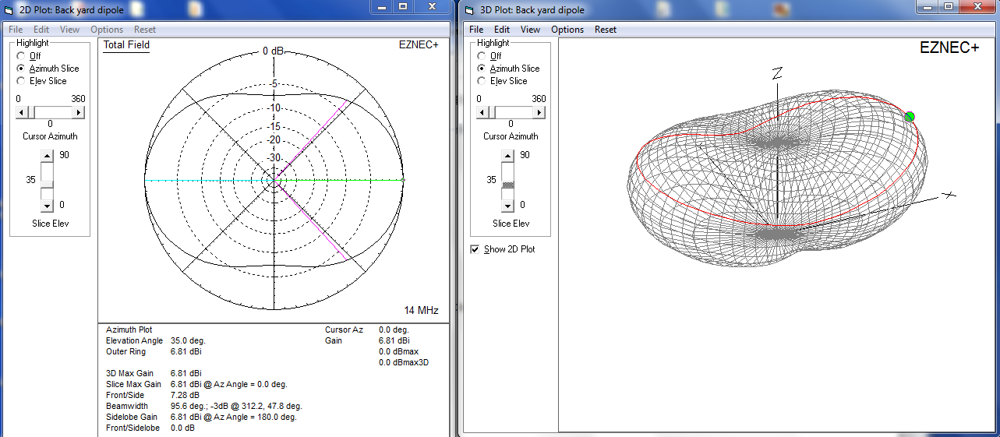 2D Plot: Back yard dipole
File Edit View Options Reset
Highlight
Off
Azimuth Slice
Elev Slice
0 360
0
Cursor Azimuth
90
35
0
Slice Elev
Total Field
EZNEC+
0 dB
-5
-10
-15
-20
-30
14 MHz
Azimuth Plot
Elevation Angle 35.0 deg.
Outer Ring 6.81 dBi
3D Max Gain 6.81 dBi
Slice Max Gain 6.81 dBi @ Az Angle = 0.0 deg.
Front/Side 7.28 dB
Beamwidth 95.6 deg.; -3dB @ 312.2, 47.8 deg.
Sidelobe Gain 6.81 dBi @ Az Angle = 180.0 deg.
Front/Sidelobe 0.0 dB
Cursor Az 0.0 deg.
Gain 6.81 dBi
0.0 dBmax
0.0 dBmax3D
3D Plot: Back yard dipole
File Edit View Options Reset
Highlight
Off
Azimuth Slice
Elev Slice
0 360
0
Cursor Azimuth
90
35
0
Slice Elev
Show 2D Plot
EZNEC+
Z
X